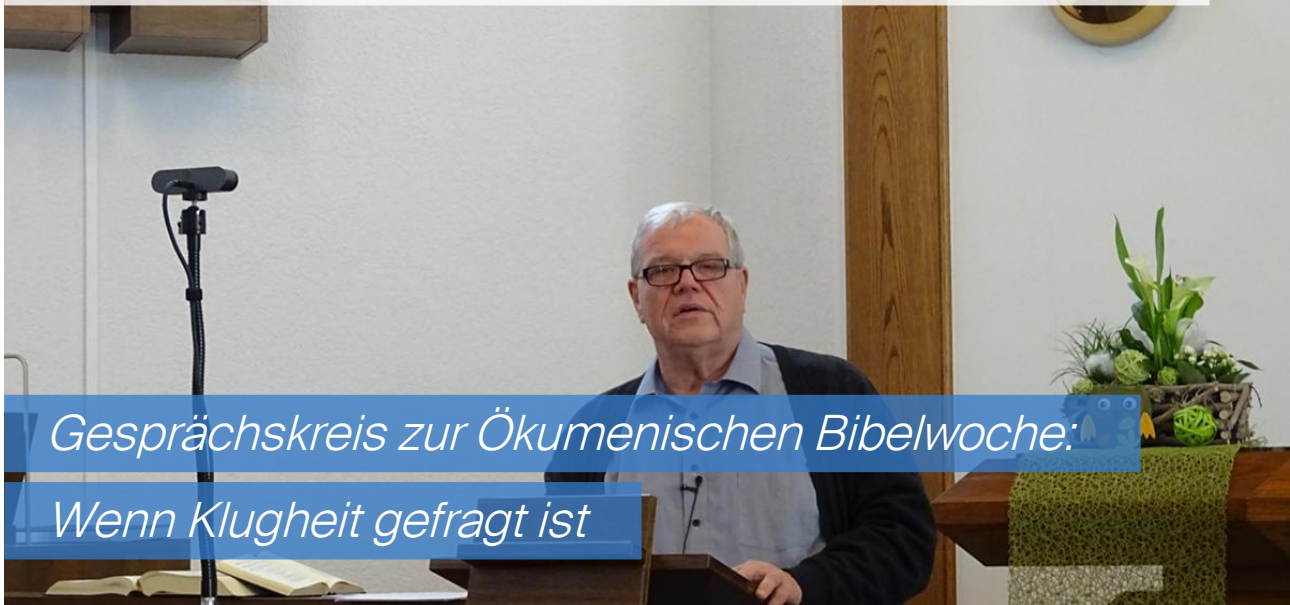 Gesprächskreis zur Ökumenischen Bibelwoche:
Wenn Klugheit gefragt ist